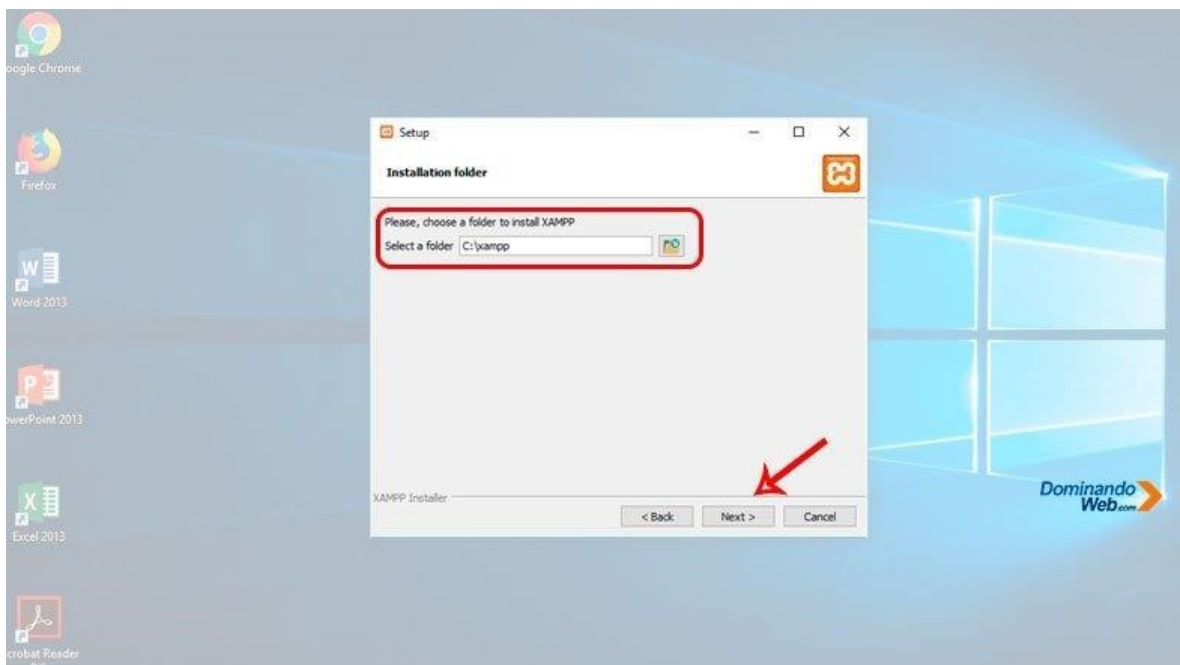 oogle Chrome
Firefox
Word 2013
owerPoint 2013
Excel 2013
crobat Reader
Setup
Installation folder
Please, choose a folder to install XAMPP
Select a folder C:\xampp
XAMPP Installer
< Back Next > Cancel
Dominando
Web.com